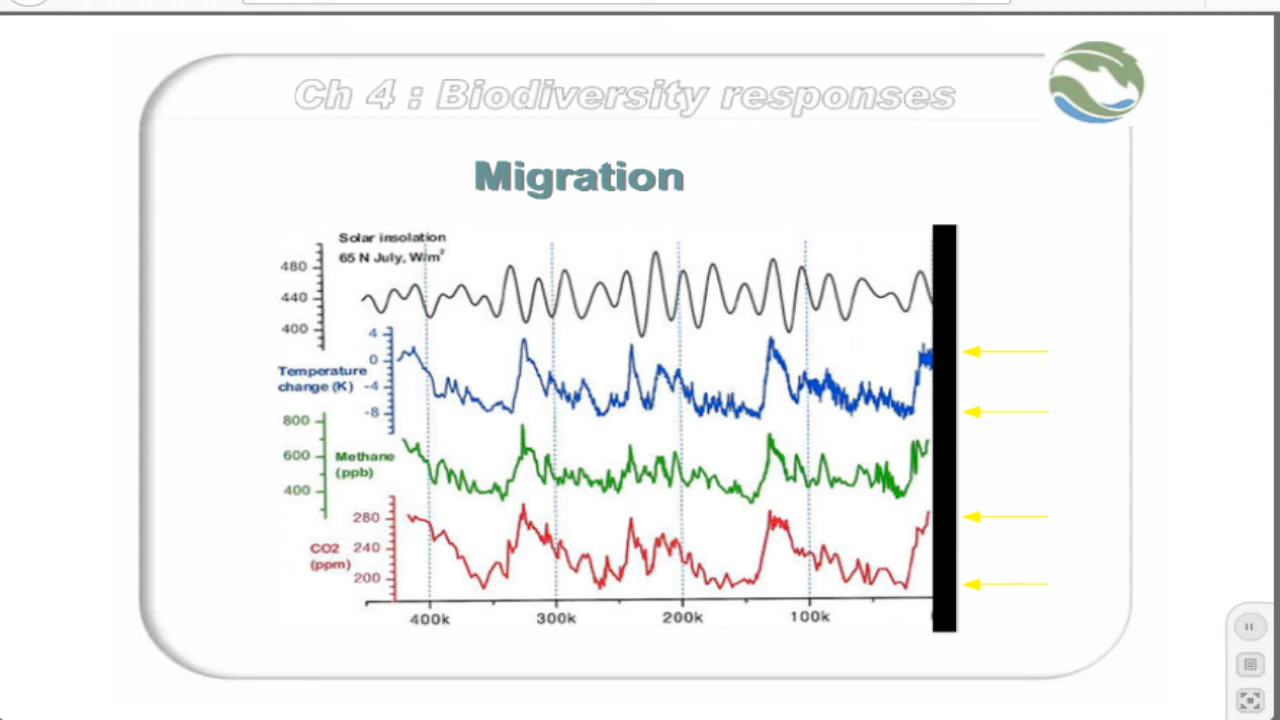 Ch 4 : Biodiversity responses
Migration
Solar insolation
65 N July, W/m²
480
440
400
4
0
-4
-8
Temperature
change (K)
800
600
400
Methane
(ppb)
280
240
200
CO2
(ppm)
400k
300k
200k
100k